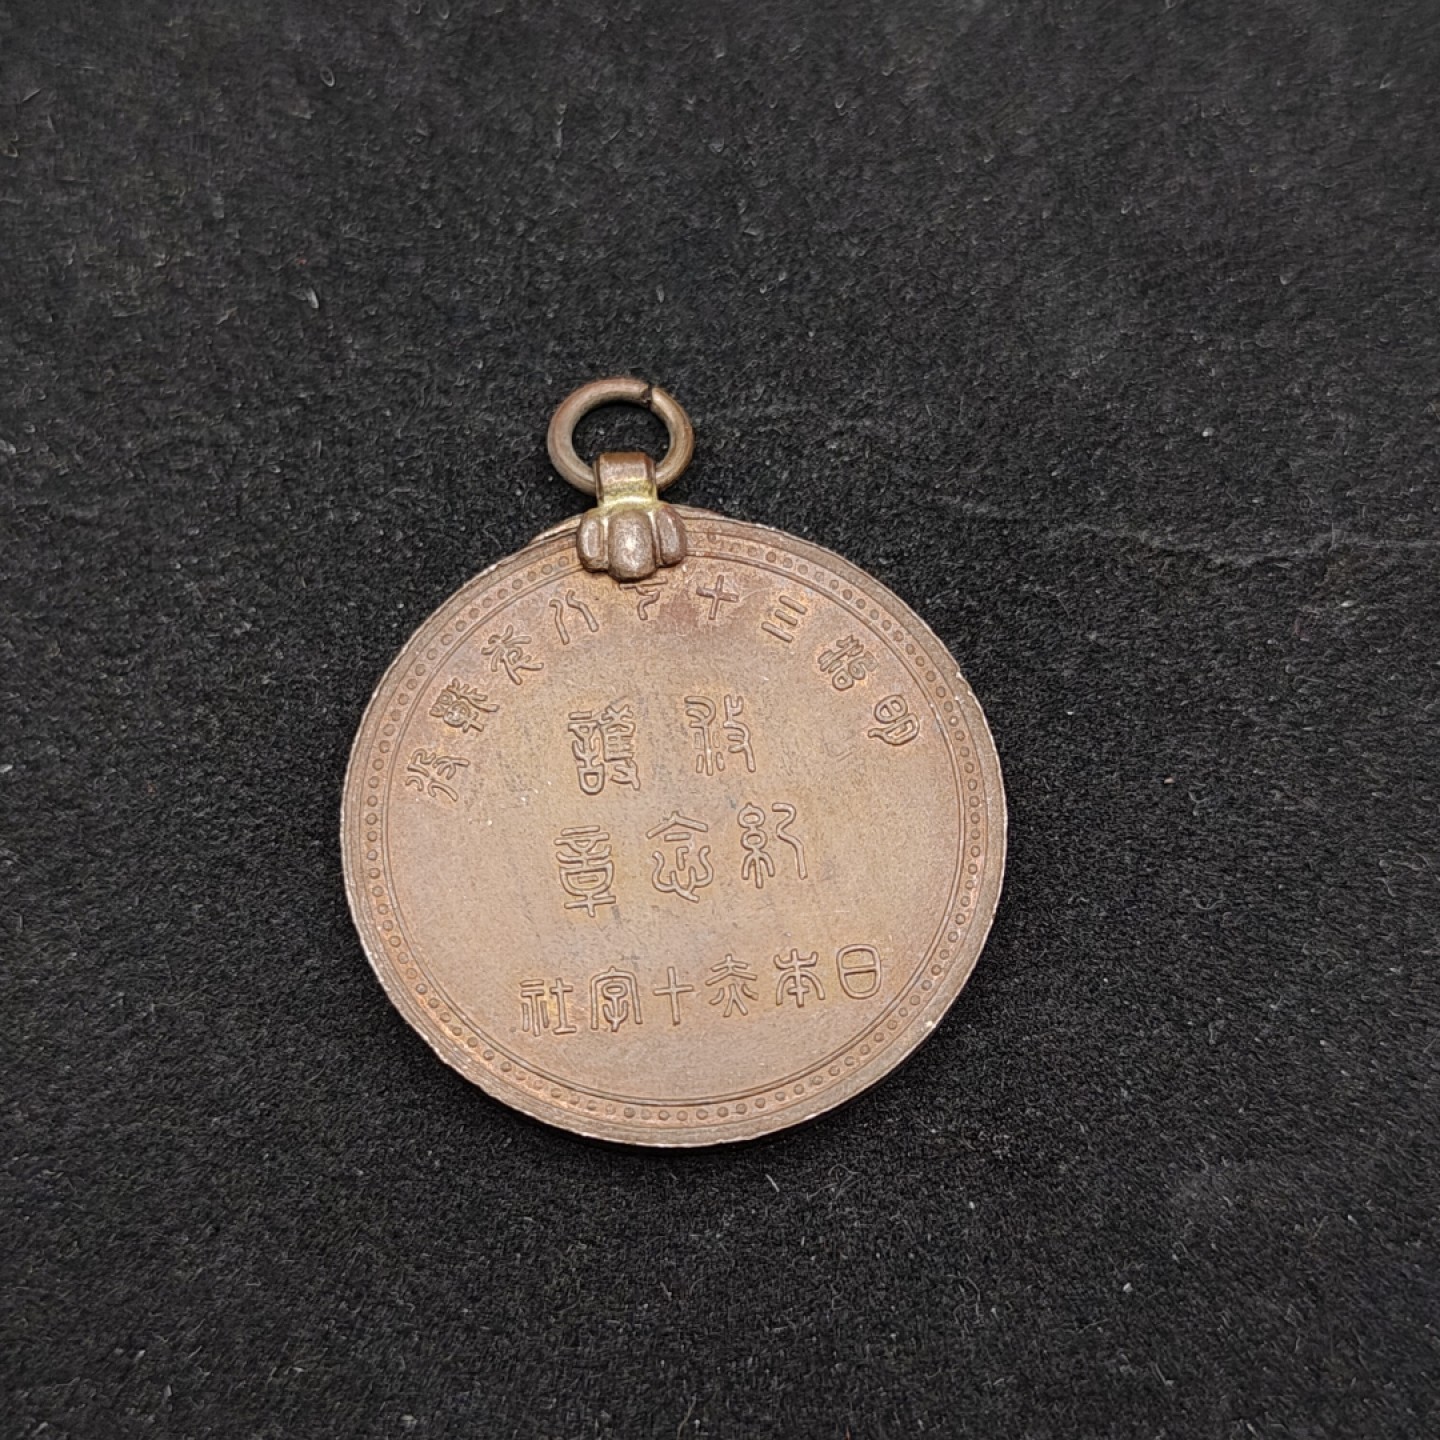 明治三十七八年戰役
救護
紀念章
日本赤十字社